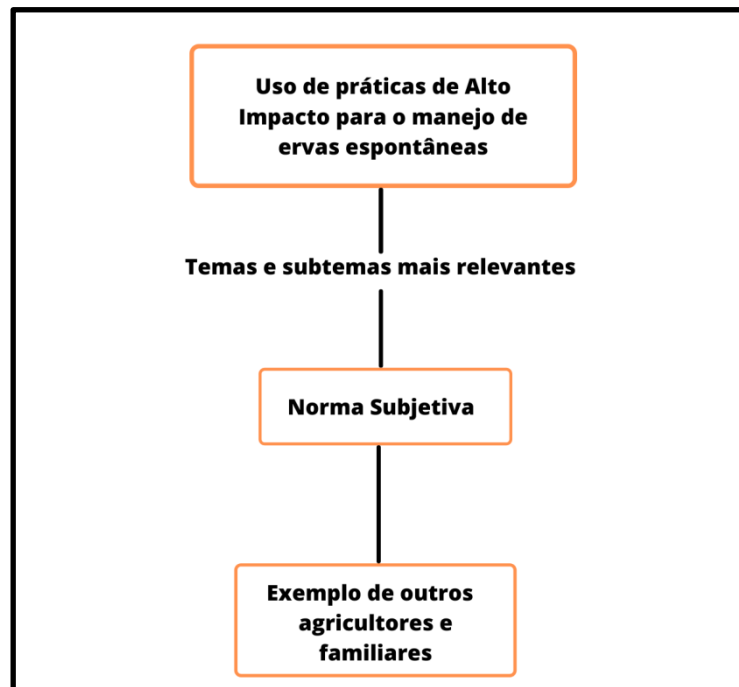 Uso de práticas de Alto
Impacto para o manejo de
ervas espontâneas
Temas e subtemas mais relevantes
Norma Subjetiva
Exemplo de outros
agricultores e
familiares